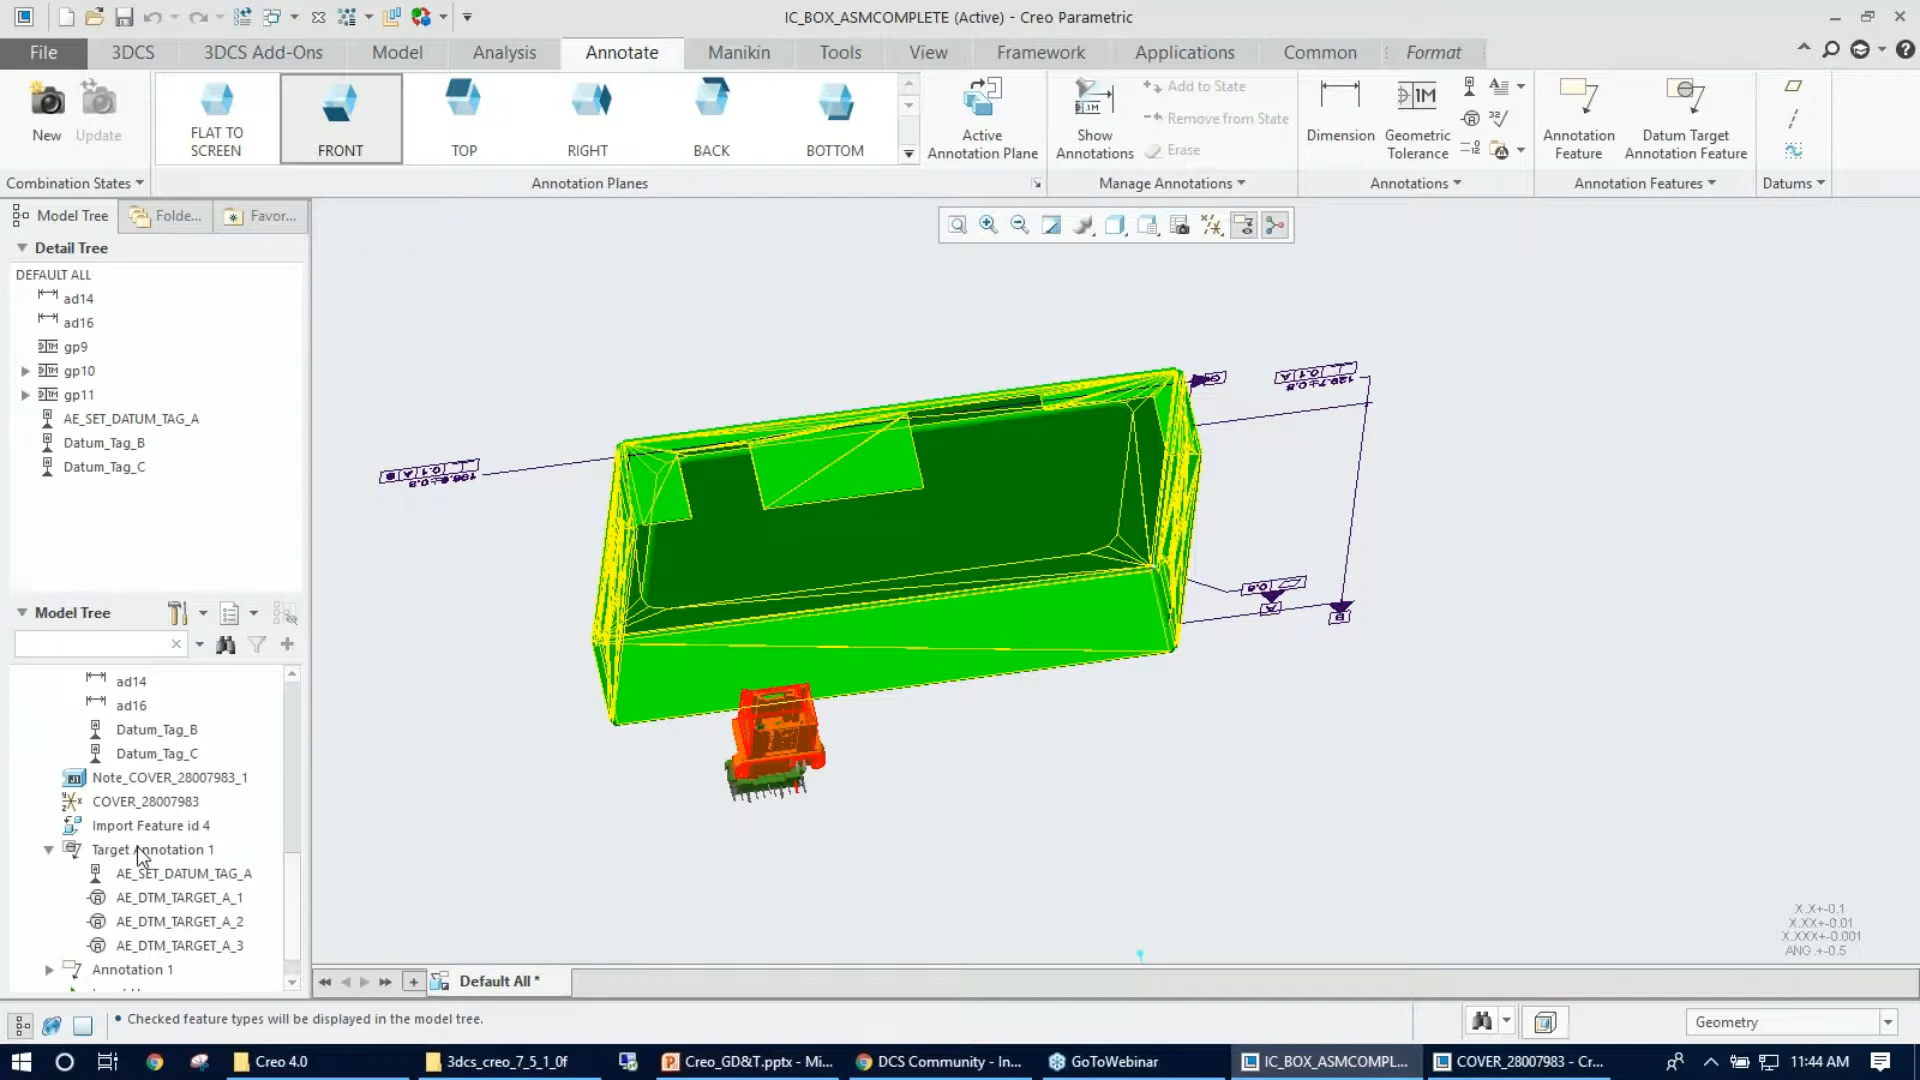 IC_BOX_ASMCOMPLETE (Active) - Creo Parametric
File
3DCS
3DCS Add-Ons
Model
Analysis
Annotate
Manikin
Tools
View
Framework
Applications
Common
Format
New
Update
FLAT TO
SCREEN
FRONT
TOP
RIGHT
BACK
BOTTOM
Active
Annotation Plane
Show
Annotations
Add to State
Remove from State
Erase
Dimension
Geometric
Tolerance
Annotation
Feature
Datum Target
Annotation Feature
Combination States
Annotation Planes
Manage Annotations
Annotations
Annotation Features
Datums
Model Tree
Folde...
Favor...
Detail Tree
DEFAULT ALL
ad14
ad16
gp9
gp10
gp11
AE_SET_DATUM_TAG_A
Datum_Tag_B
Datum_Tag_C
Model Tree
ad14
ad16
Datum_Tag_B
Datum_Tag_C
Note_COVER_28007983_1
COVER_28007983
Import Feature id 4
Target Annotation 1
AE_SET_DATUM_TAG_A
AE_DTM_TARGET_A_1
AE_DTM_TARGET_A_2
AE_DTM_TARGET_A_3
Annotation 1
X.X+-0.1
X.XX+-0.01
X.XXX+-0.001
ANG.+-0.5
Default All *
Checked feature types will be displayed in the model tree.
Geometry
Creo 4.0
3dcs_creo_7_5_1_0f
Creo_GD&T.pptx - Mi...
DCS Community - In...
GoToWebinar
IC_BOX_ASMCOMPL...
COVER_28007983 - Cr...
11:44 AM